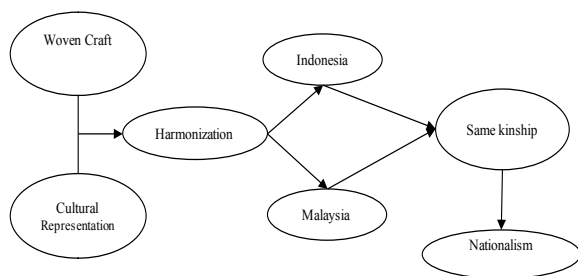 Woven Craft
Indonesia
Harmonization
Same kinship
Cultural
Representation
Malaysia
Nationalism